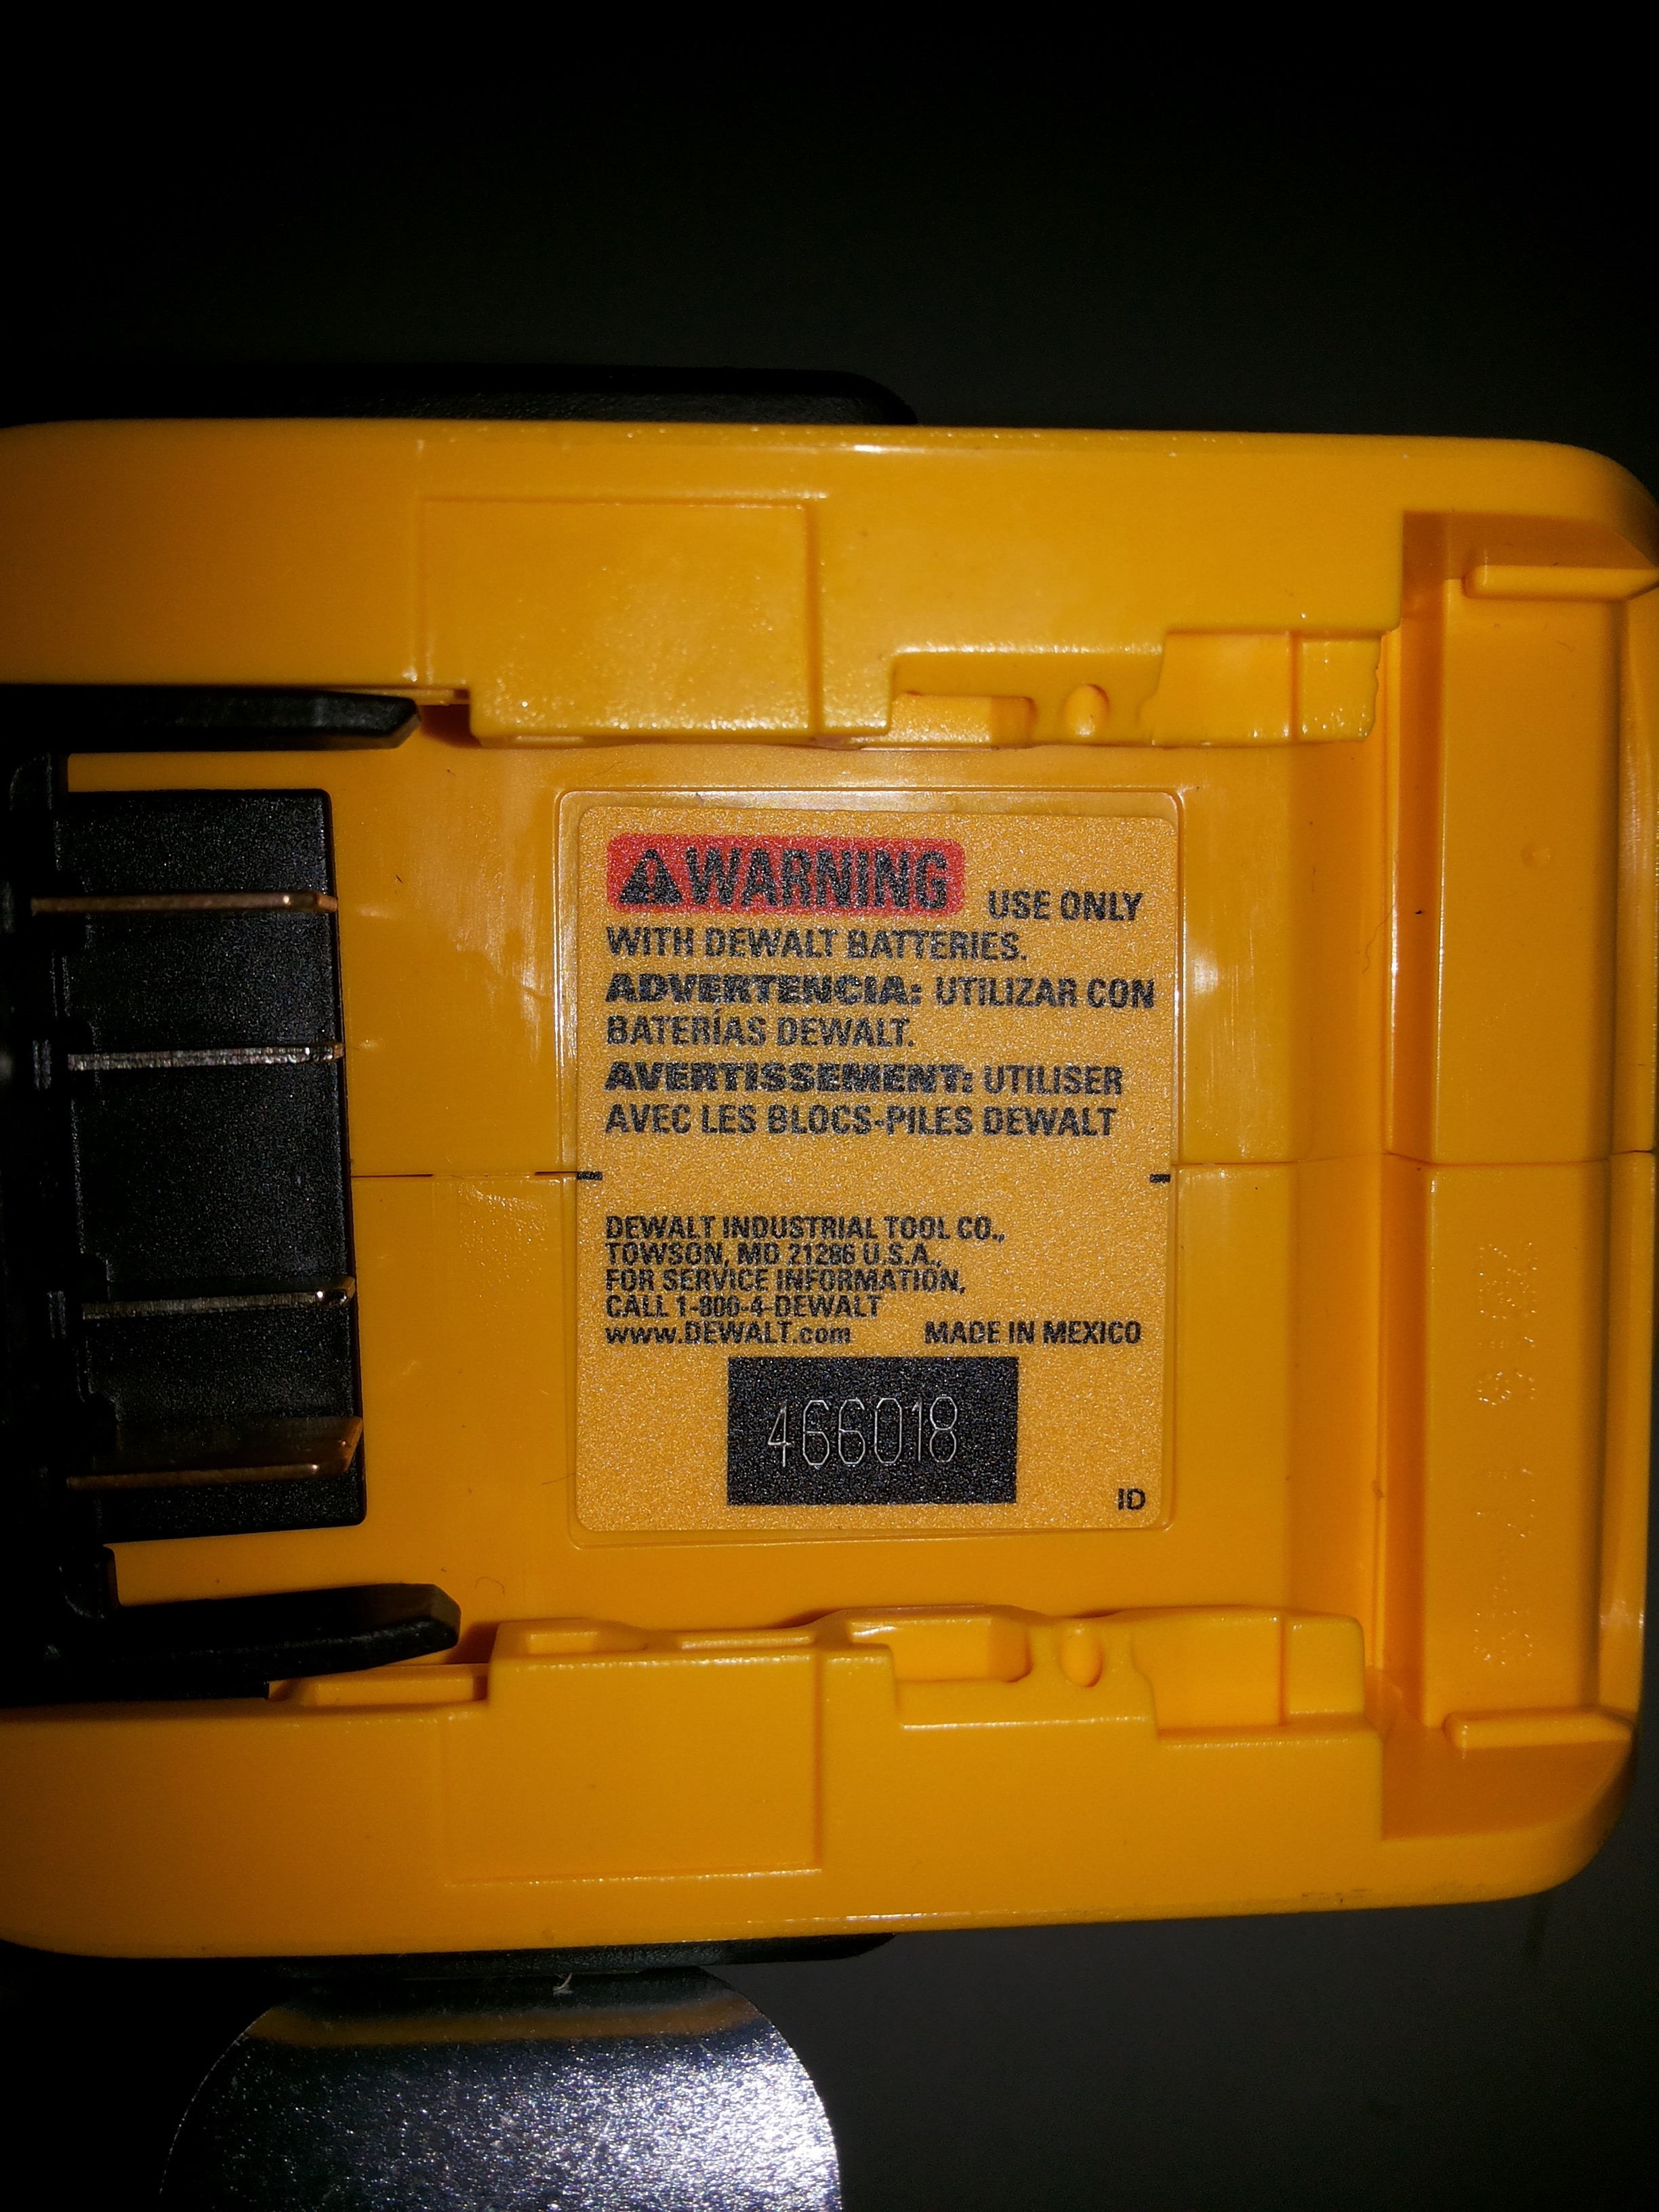 WARNING USE ONLY
WITH DEWALT BATTERIES.
ADVERTENCIA: UTILIZAR CON
BATERÍAS DEWALT.
AVERTISSEMENT: UTILISER
AVEC LES BLOCS-PILES DEWALT
DEWALT INDUSTRIAL TOOL CO.,
TOWSON, MD 21286 U.S.A.,
FOR SERVICE INFORMATION,
CALL 1-800-4-DEWALT
www.DEWALT.com MADE IN MEXICO
466018
ID